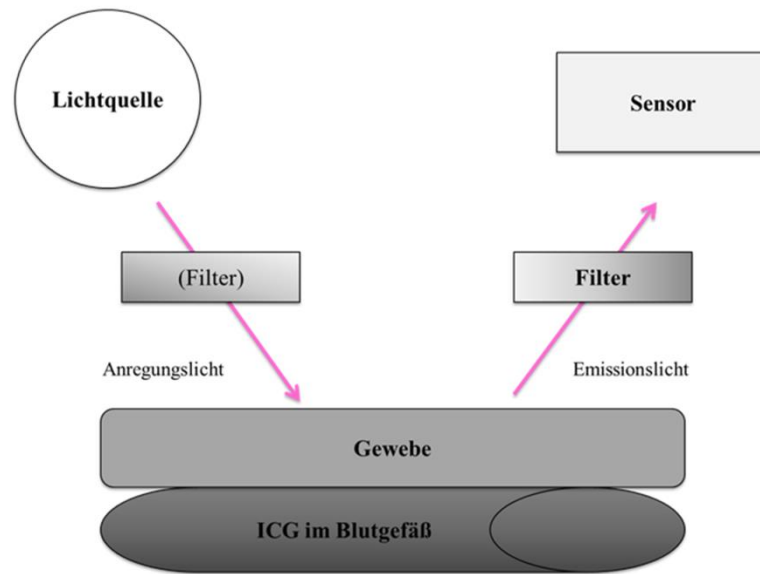 Lichtquelle
Sensor
(Filter)
Filter
Anregungslicht
Emissionslicht
Gewebe
ICG im Blutgefäß